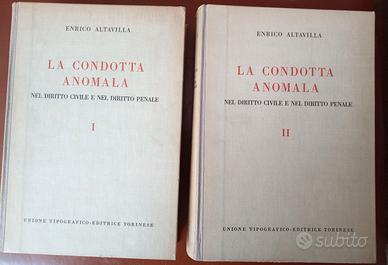 ENRICO ALTAVILLA
LA CONDOTTA
ANOMALA
NEL DIRITTO CIVILE E NEL DIRITTO PENALE
I
UNIONE TIPOGRAFICO-EDITRICE TORINESE
ENRICO ALTAVILLA
LA CONDOTTA
ANOMALA
NEL DIRITTO CIVILE E NEL DIRITTO PENALE
II
UNIONE TIPOGRAFICO-EDITRICE TORINESE
subito